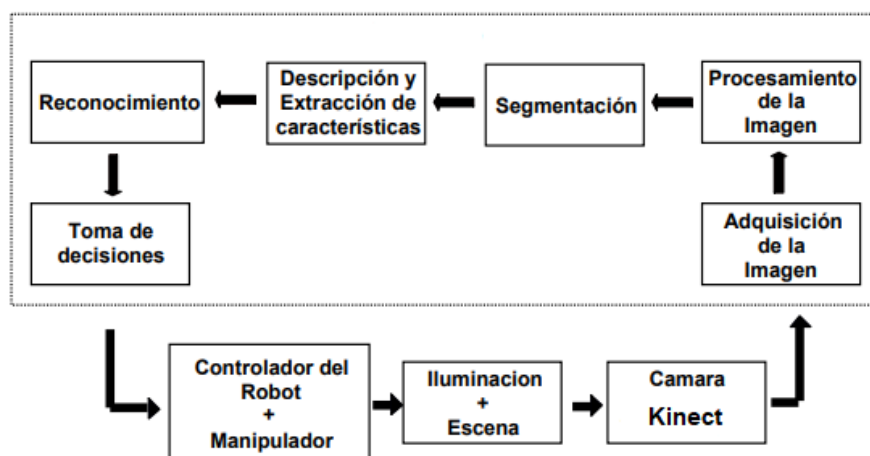 Reconocimiento
Descripción y
Extracción de
características
Segmentación
Procesamiento
de la
Imagen
Toma de
decisiones
Adquisición
de la
Imagen
Controlador del
Robot
+
Manipulador
Iluminacion
+
Escena
Camara
Kinect